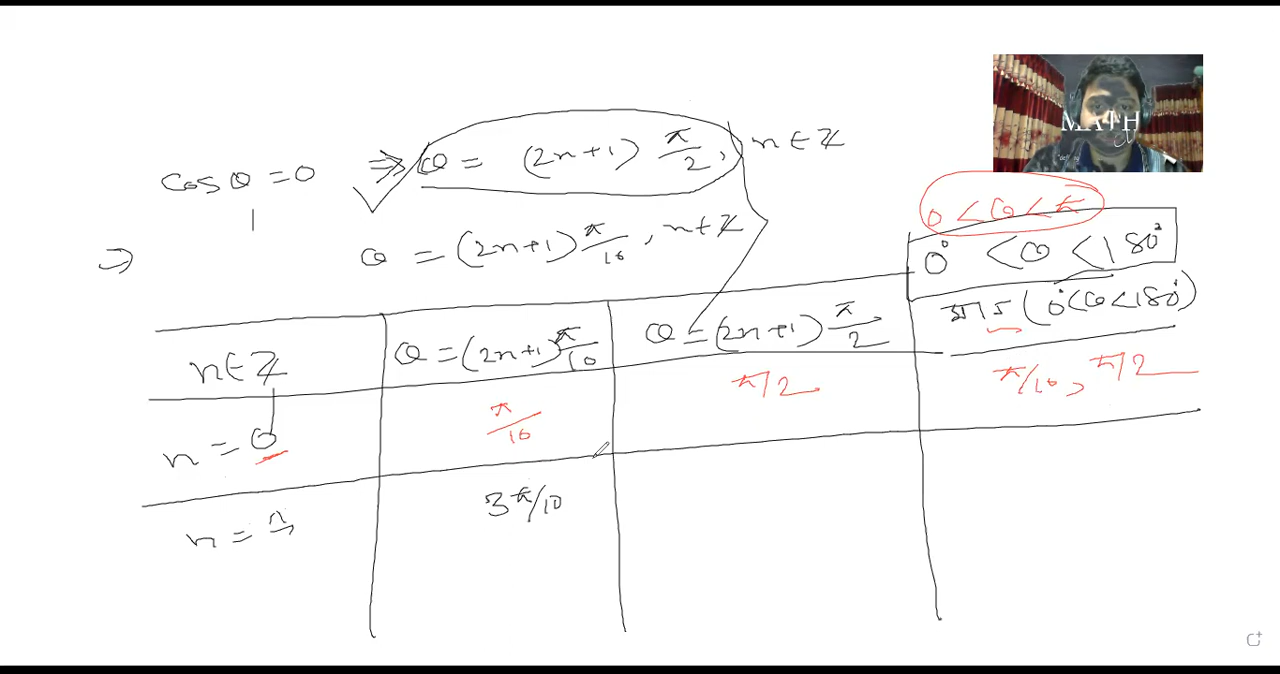 MATH
cos θ = 0 ⇒ θ = (2n+1) π/2, n ∈ ℤ
0 < θ < π
⇒ θ = (2n+1) π/10, n ∈ ℤ
0° < θ < 180°
n ∈ ℤ θ = (2n+1) π/10 θ = (2n+1) π/2 (0° < θ < 180°)
n = 0 π/10 π/2 π/10, π/2
n = 3π/10